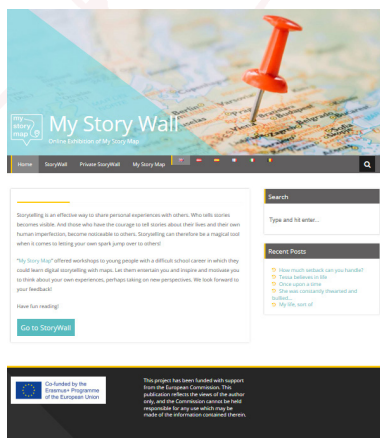 my
story
map
My Story Wall
Online Exhibition of My Story Map
Berlin
Warszawa
Zagreb
Belgrade
Sofia
Home StoryWall Private StoryWall My Story Map
Storytelling is an effective way to share personal experiences with others. Who tells stories
becomes visible. And those who have the courage to tell stories about their lives and their own
human imperfection, become noticeable to others. Storytelling can therefore be a magical tool
when it comes to letting your own spark jump over to others!
"My Story Map" offered workshops to young people with a difficult school career in which they
could learn digital storytelling with maps. Let them entertain you and inspire and motivate you
to think about your own experiences, perhaps taking on new perspectives. We look forward to
your feedback!
Have fun reading!
Go to StoryWall
Search
Type and hit enter...
Recent Posts
How much setback can you handle?
Tessa believes in life
Once upon a time
She was constantly thwarted and
bullied...
My life, sort of
Co-funded by the
Erasmus+ Programme
of the European Union
This project has been funded with support
from the European Commission. This
publication reflects the views of the author
only, and the Commission cannot be held
responsible for any use which may be
made of the information contained therein.